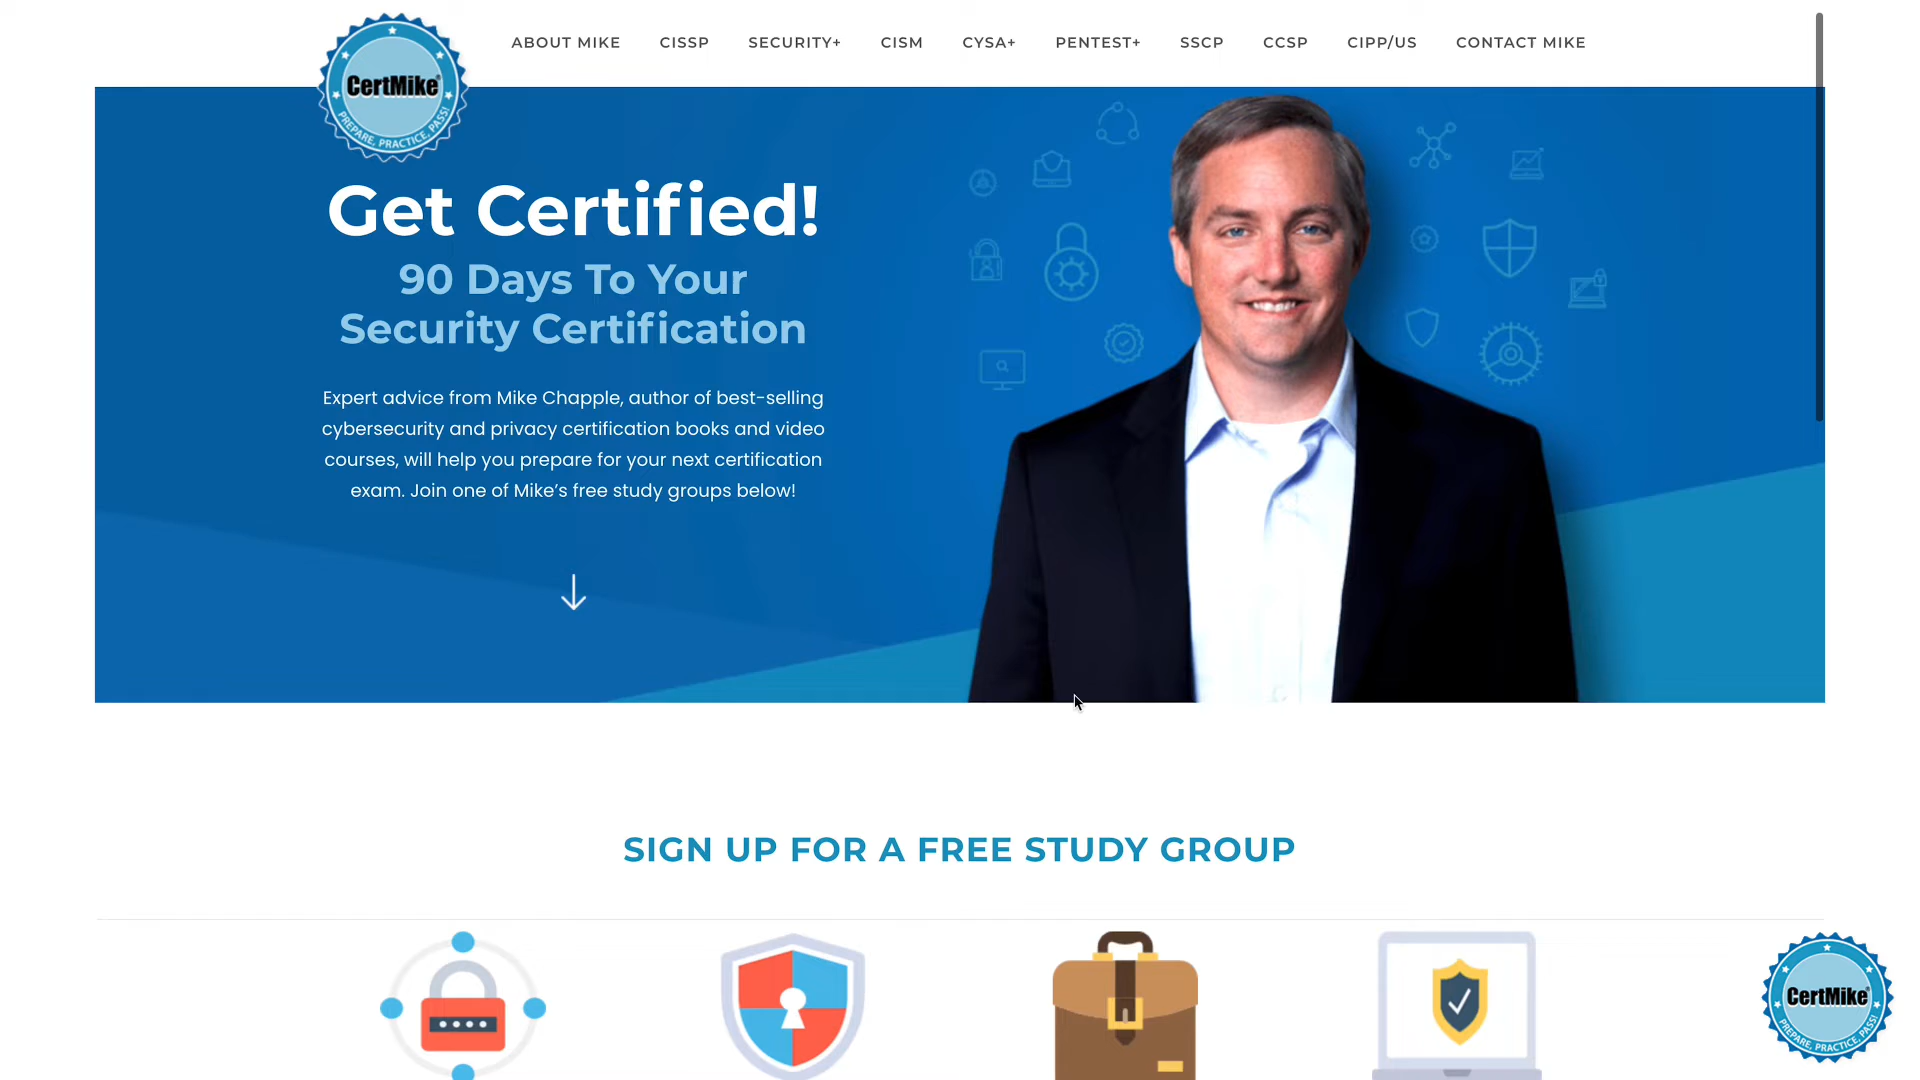 CertMike®
PREPARE, PRACTICE, PASS!
ABOUT MIKE
CISSP
SECURITY+
CISM
CYSA+
PENTEST+
SSCP
CCSP
CIPP/US
CONTACT MIKE
Get Certified!
90 Days To Your
Security Certification
Expert advice from Mike Chapple, author of best-selling
cybersecurity and privacy certification books and video
courses, will help you prepare for your next certification
exam. Join one of Mike’s free study groups below!
SIGN UP FOR A FREE STUDY GROUP
CertMike®
PREPARE, PRACTICE, PASS!